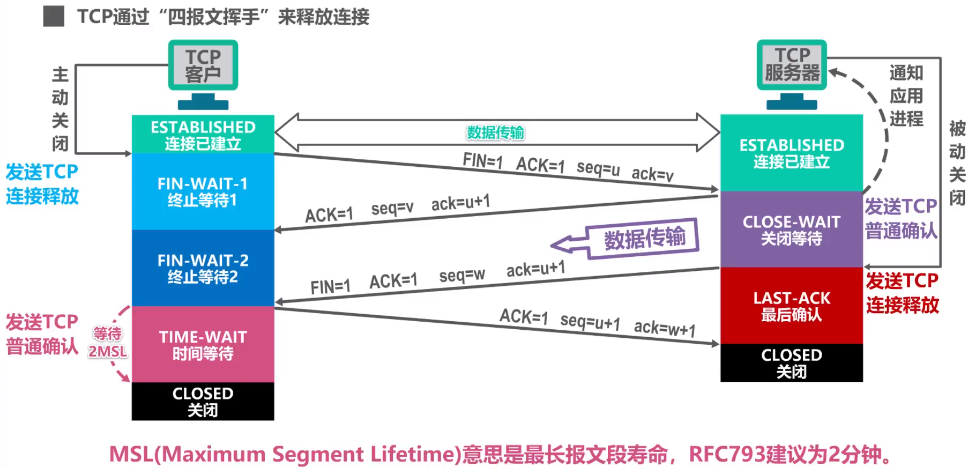 TCP通过“四报文挥手”来释放连接
TCP
客户
TCP
服务器
主动关闭
通知
应用
进程
被动关闭
ESTABLISHED
连接已建立
数据传输
ESTABLISHED
连接已建立
FIN=1 ACK=1 seq=u ack=v
发送TCP
连接释放
FIN-WAIT-1
终止等待1
ACK=1 seq=v ack=u+1
CLOSE-WAIT
关闭等待
发送TCP
普通确认
数据传输
FIN-WAIT-2
终止等待2
FIN=1 ACK=1 seq=w ack=u+1
发送TCP
连接释放
LAST-ACK
最后确认
ACK=1 seq=u+1 ack=w+1
发送TCP
普通确认
等待
2MSL
TIME-WAIT
时间等待
CLOSED
关闭
CLOSED
关闭
MSL(Maximum Segment Lifetime)意思是最长报文段寿命，RFC793建议为2分钟。